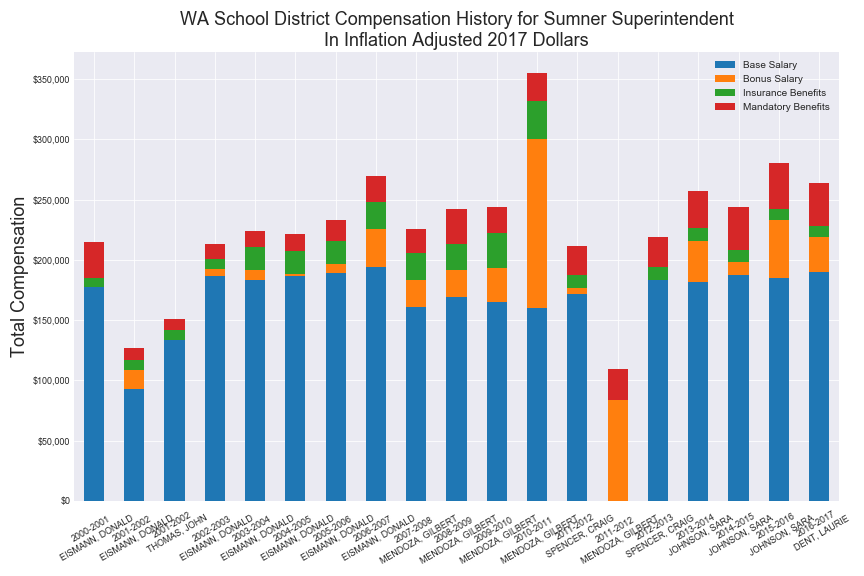 WA School District Compensation History for Sumner Superintendent
In Inflation Adjusted 2017 Dollars
Base Salary
Bonus Salary
Insurance Benefits
Mandatory Benefits
Total Compensation
$350,000
$300,000
$250,000
$200,000
$150,000
$100,000
$50,000
$0
2000-2001
EISMANN, DONALD
2001-2002
EISMANN, DONALD
2001-2002
THOMAS, JOHN
2002-2003
EISMANN, DONALD
2003-2004
EISMANN, DONALD
2004-2005
EISMANN, DONALD
2005-2006
EISMANN, DONALD
2006-2007
EISMANN, DONALD
2007-2008
MENDOZA, GILBERT
2008-2009
MENDOZA, GILBERT
2009-2010
MENDOZA, GILBERT
2010-2011
MENDOZA, GILBERT
2011-2012
SPENCER, CRAIG
2011-2012
MENDOZA, GILBERT
2012-2013
SPENCER, CRAIG
2013-2014
JOHNSON, SARA
2014-2015
JOHNSON, SARA
2015-2016
JOHNSON, SARA
2016-2017
DENT, LAURIE